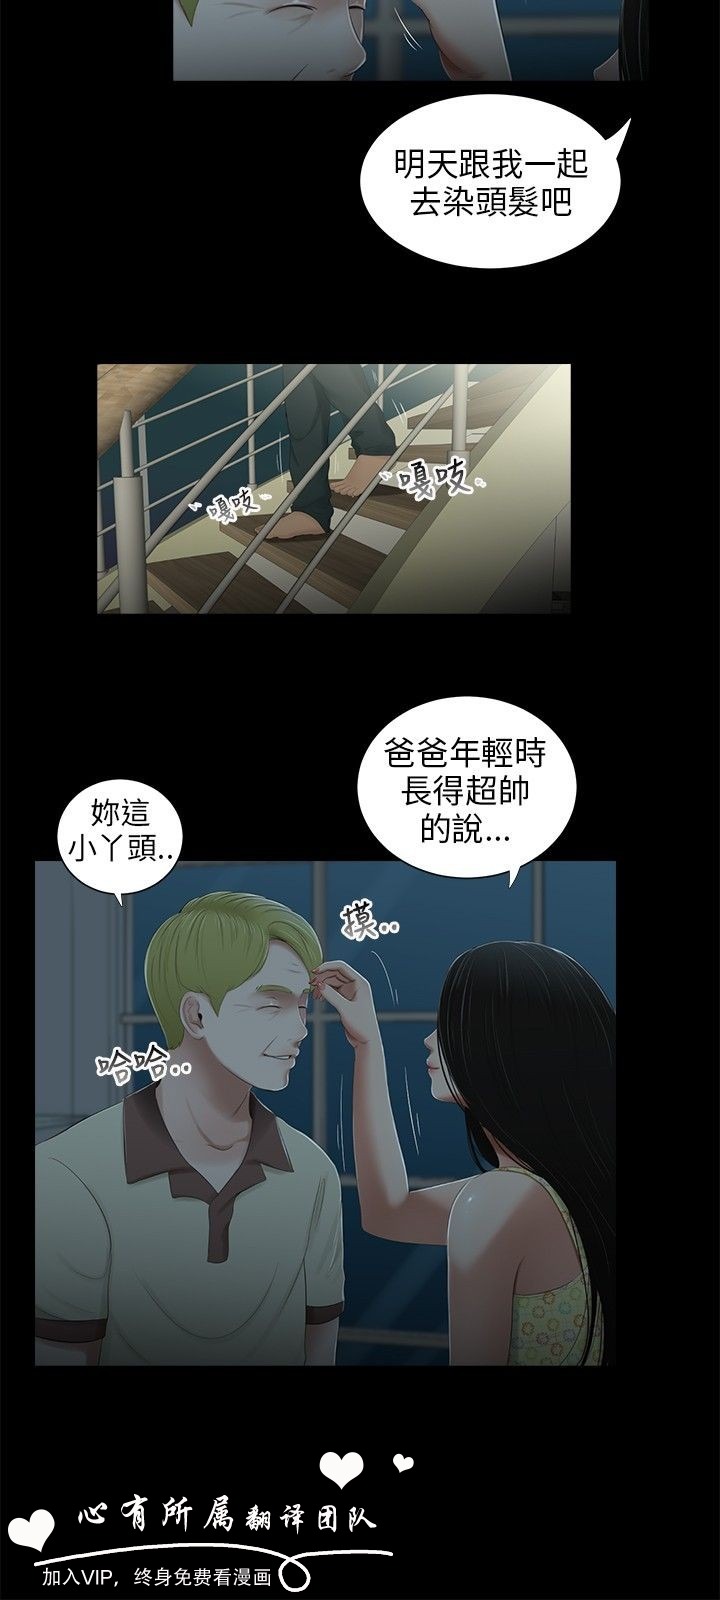 明天跟我一起
去染頭髮吧
嘎吱
嘎吱
爸爸年輕時
長得超帥
的說...
妳這
小丫頭..
摸..
哈哈..
心有所属翻译团队
加入VIP，终身免费看漫画